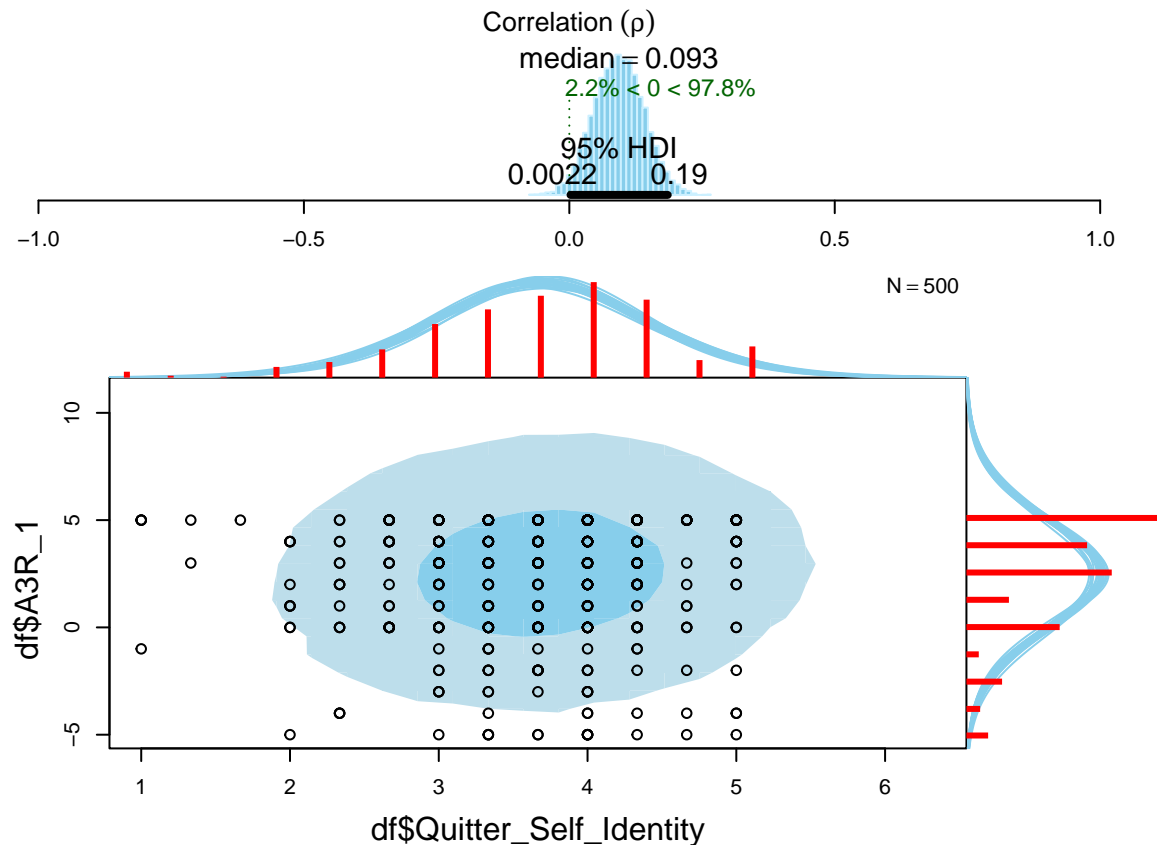 Correlation (ρ)
median = 0.093
2.2% < 0 < 97.8%
95% HDI
0.0022 0.19
−1.0 −0.5 0.0 0.5 1.0
N = 500
10
5
0
−5
df$A3R_1
1 2 3 4 5 6
df$Quitter_Self_Identity